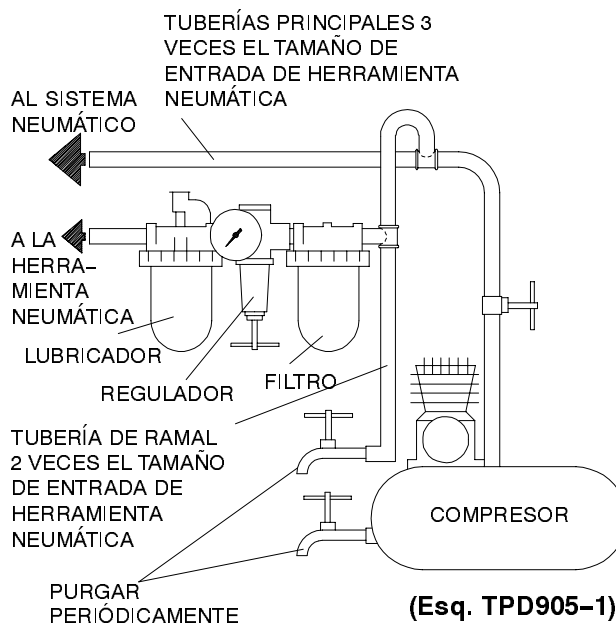 TUBERÍAS PRINCIPALES 3
VECES EL TAMAÑO DE
ENTRADA DE HERRAMIENTA
NEUMÁTICA
AL SISTEMA
NEUMÁTICO
A LA
HERRA–
MIENTA
NEUMÁTICA
LUBRICADOR
REGULADOR
FILTRO
TUBERÍA DE RAMAL
2 VECES EL TAMAÑO
DE ENTRADA DE
HERRAMIENTA
NEUMÁTICA
COMPRESOR
PURGAR
PERIÓDICAMENTE
(Esq. TPD905–1)